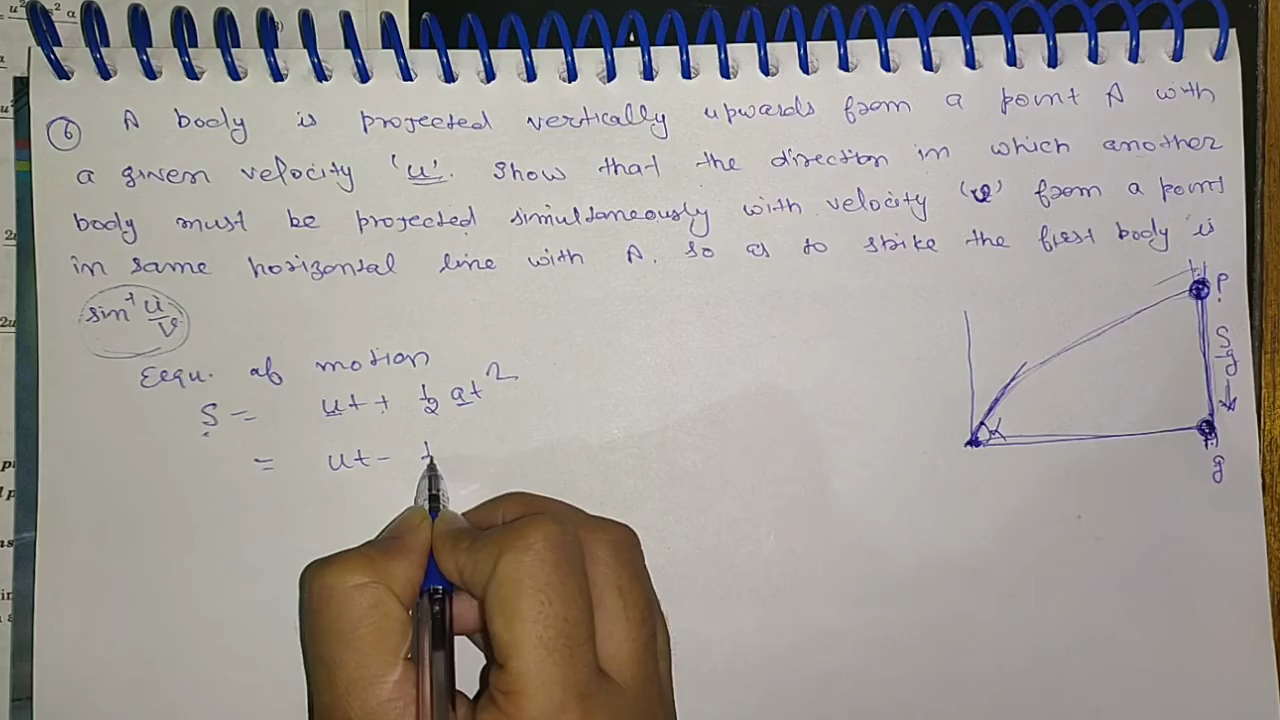 ⑥ A body is projected vertically upwards from a point A with
a given velocity 'u'. Show that the direction in which another
body must be projected simultaneously with velocity 'v' from a point
in same horizontal line with A. so as to strike the first body is
sin⁻¹ u/v
Eequ. of motion
S = ut + ½ at²
= ut - 1
α
P
S
g